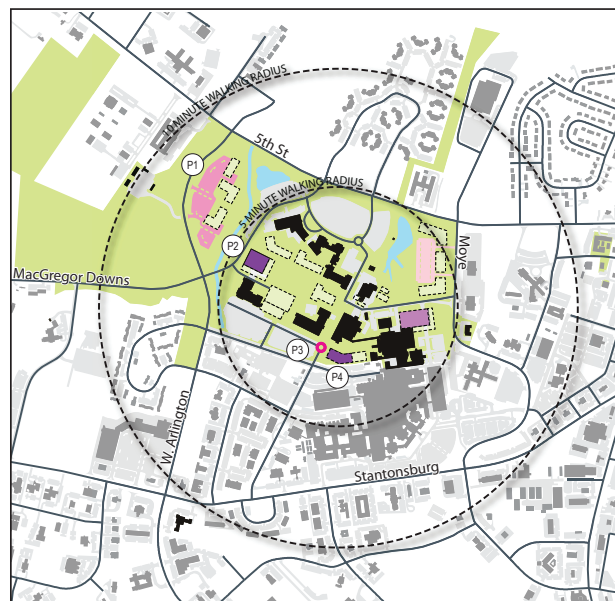 10 MINUTE WALKING RADIUS
5th St
P1
5 MINUTE WALKING RADIUS
P2
Moye
MacGregor Downs
P3
P4
W. Arlington
Stantonsburg